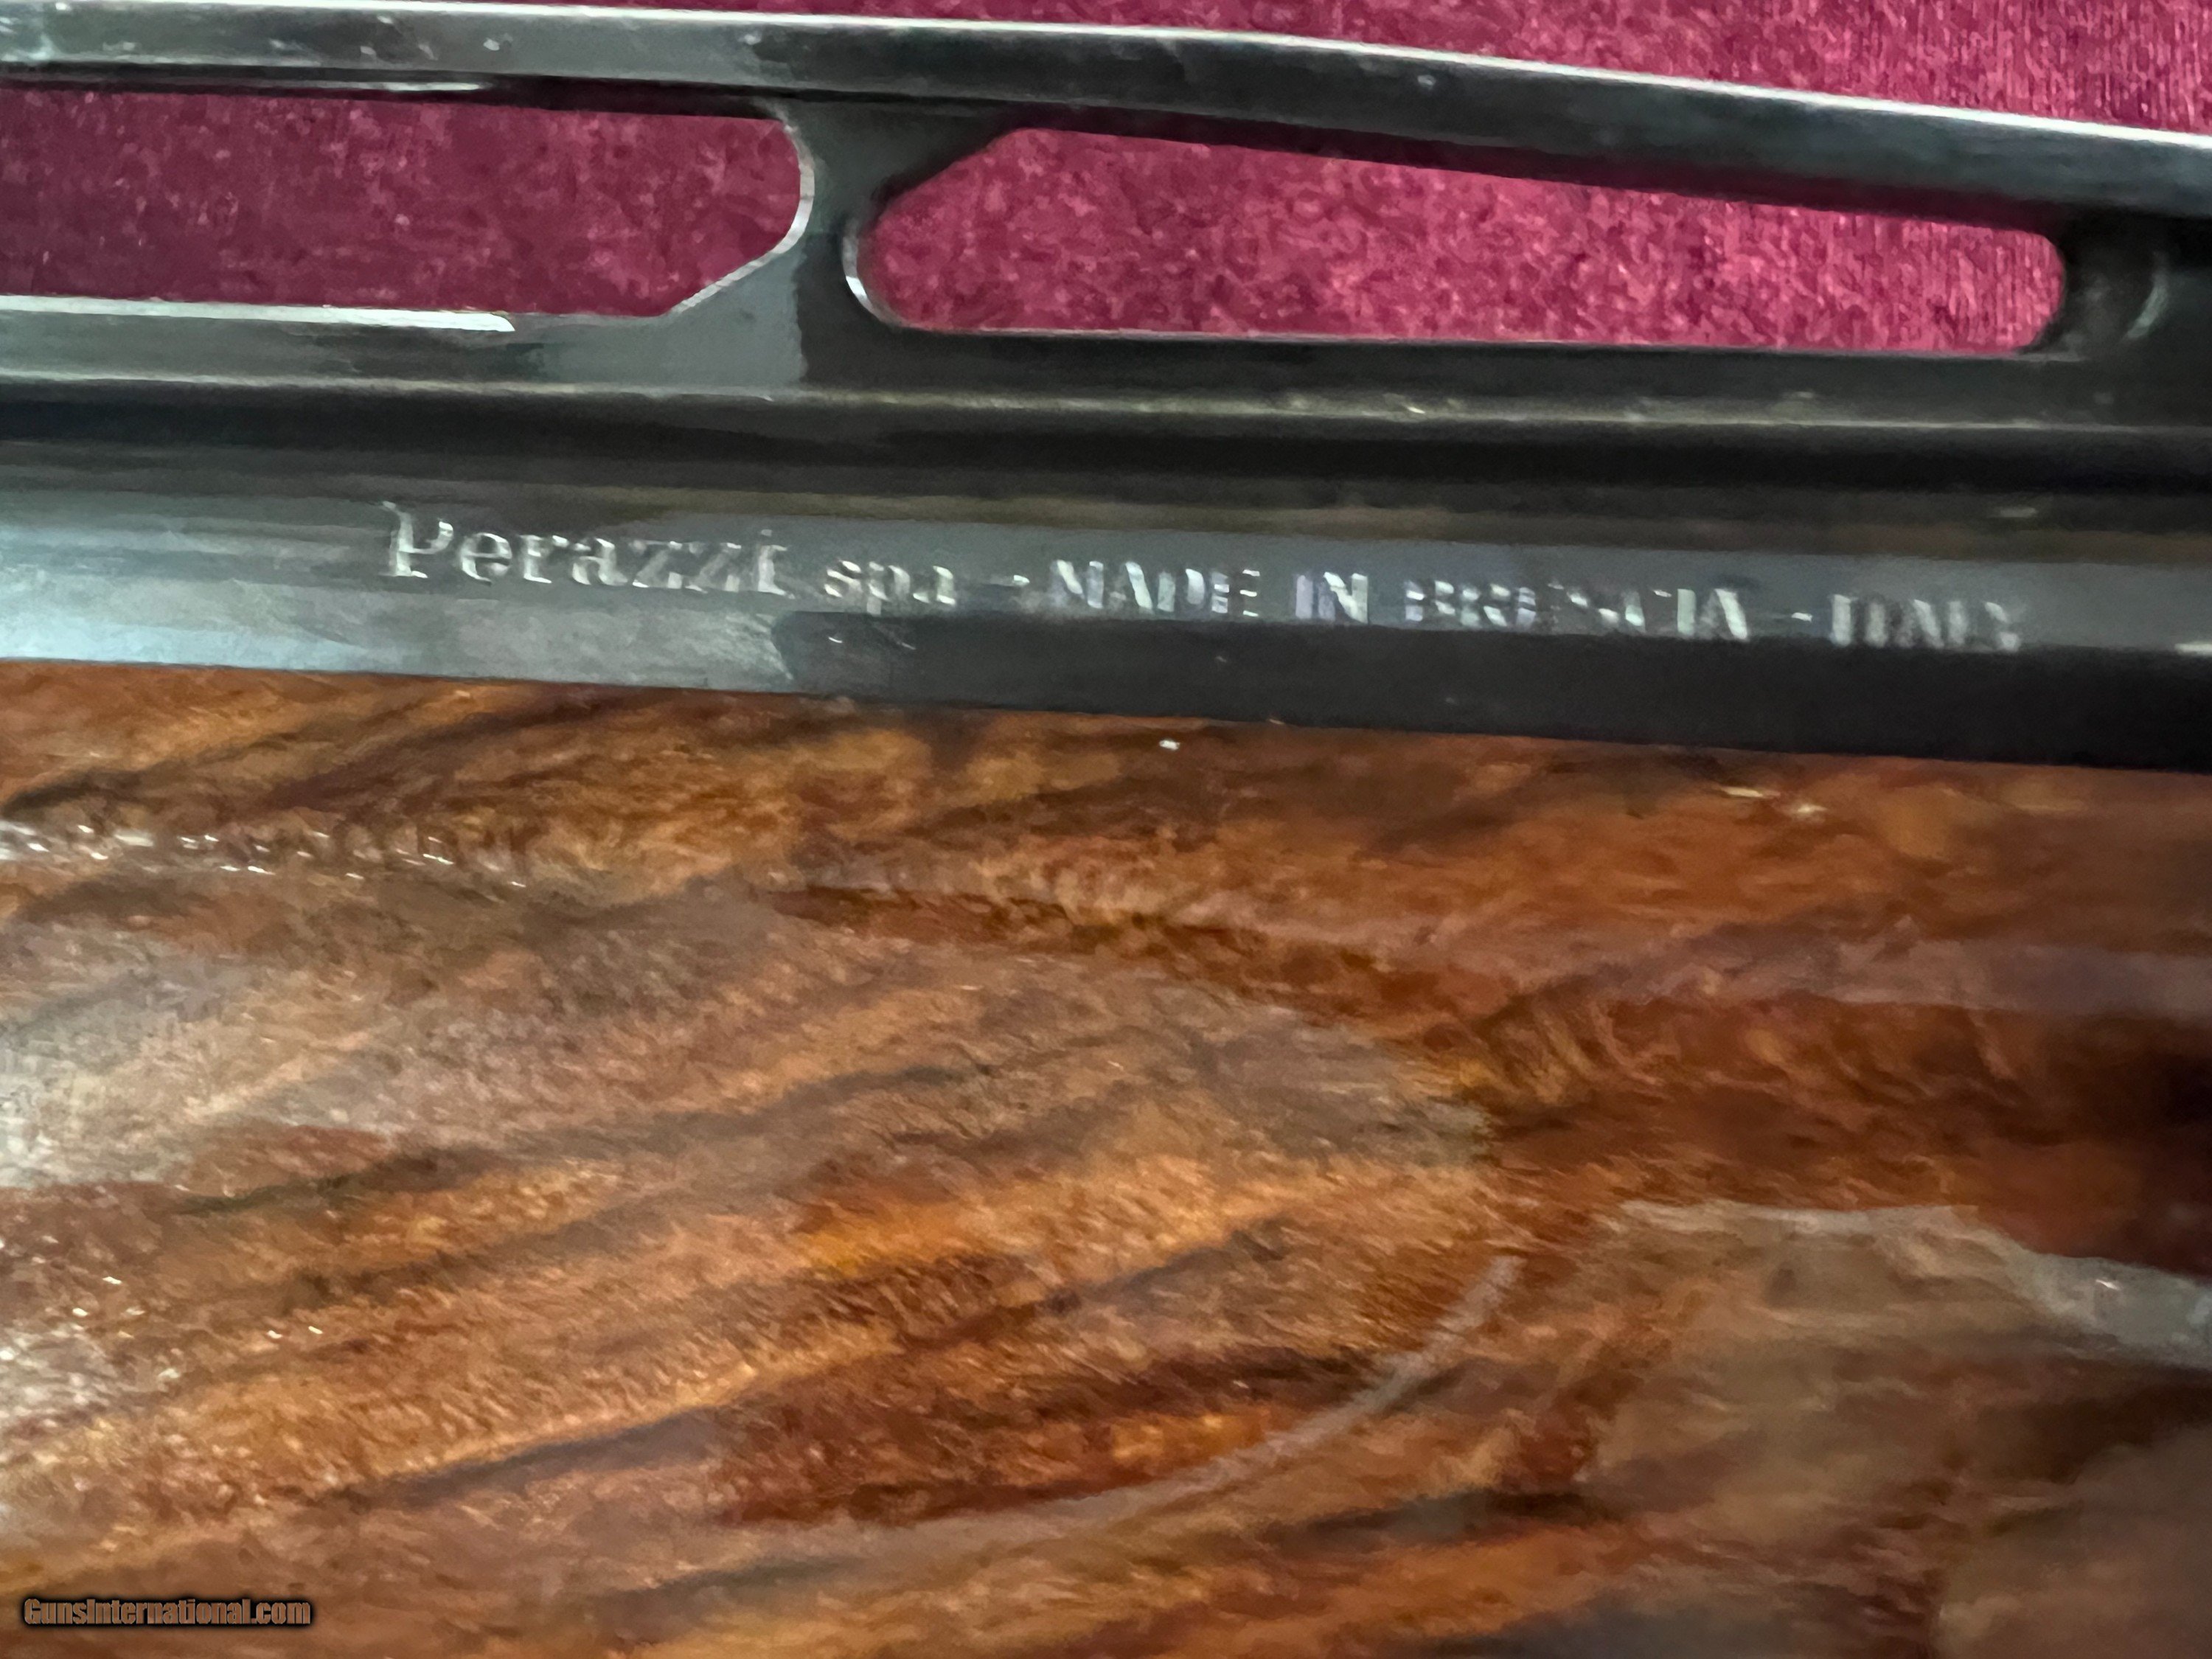 Perazzi spa - MADE IN BRESCIA - ITALY
GunsInternational.com